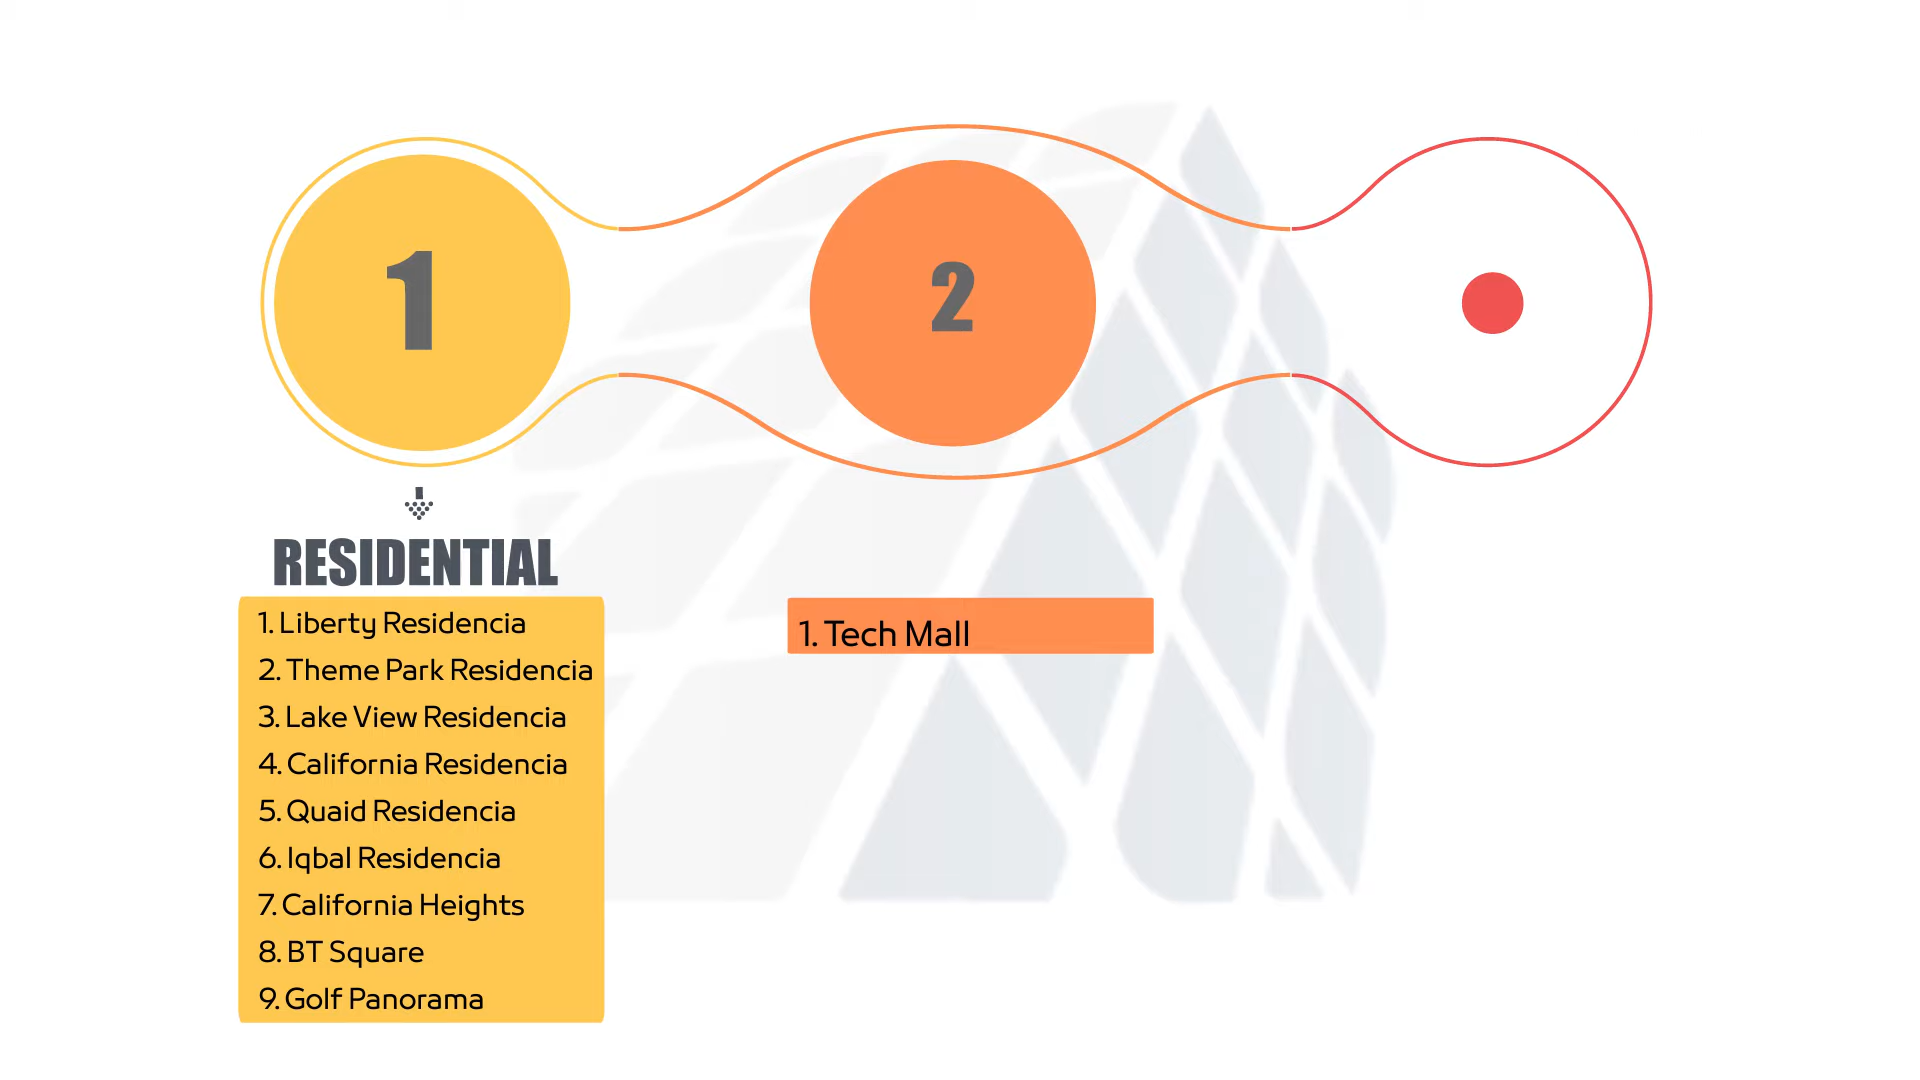 1
2
RESIDENTIAL
1. Liberty Residencia
2. Theme Park Residencia
3. Lake View Residencia
4. California Residencia
5. Quaid Residencia
6. Iqbal Residencia
7. California Heights
8. BT Square
9. Golf Panorama
1. Tech Mall